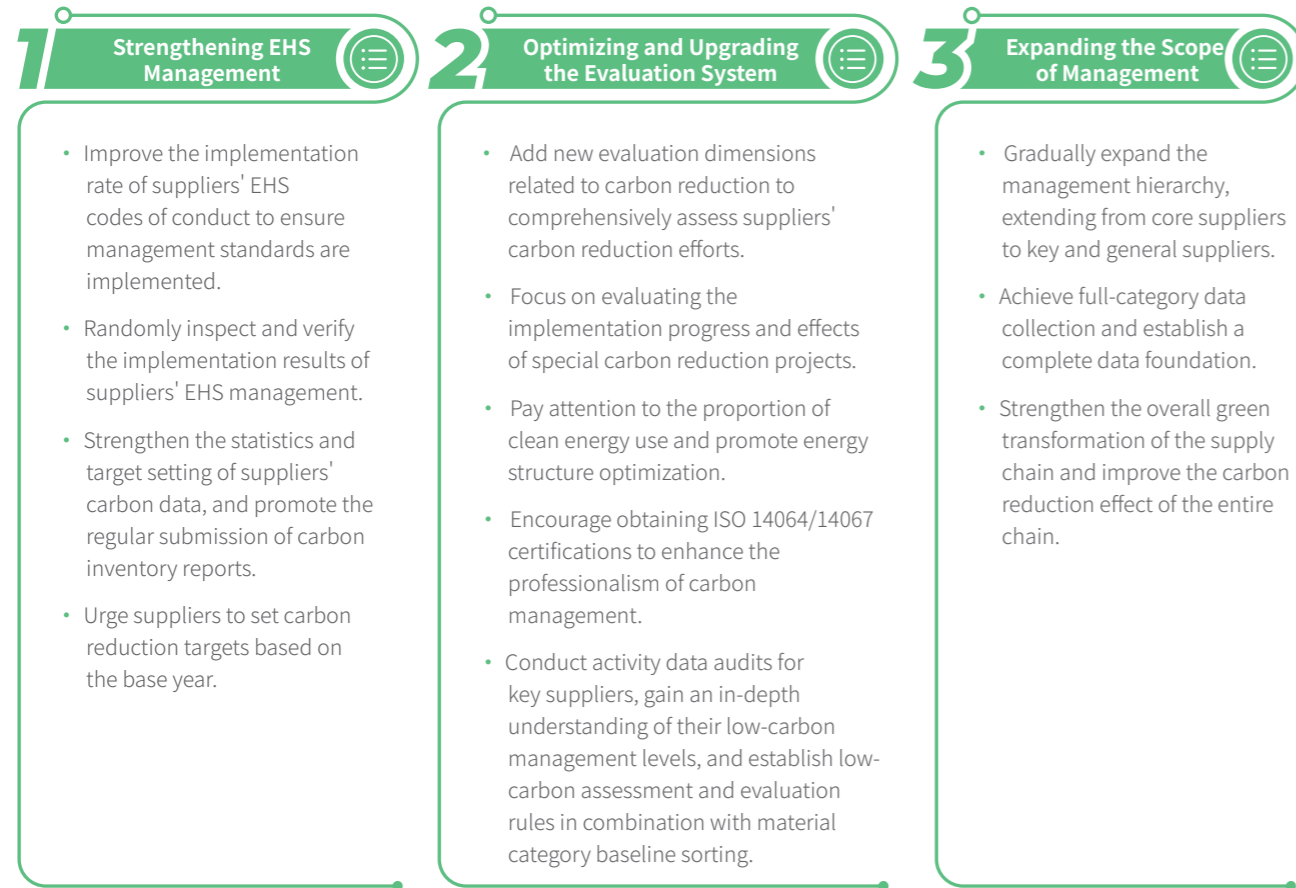 1
Strengthening EHS
Management
• Improve the implementation
rate of suppliers' EHS
codes of conduct to ensure
management standards are
implemented.
• Randomly inspect and verify
the implementation results of
suppliers' EHS management.
• Strengthen the statistics and
target setting of suppliers'
carbon data, and promote the
regular submission of carbon
inventory reports.
• Urge suppliers to set carbon
reduction targets based on
the base year.
2
Optimizing and Upgrading
the Evaluation System
• Add new evaluation dimensions
related to carbon reduction to
comprehensively assess suppliers'
carbon reduction efforts.
• Focus on evaluating the
implementation progress and effects
of special carbon reduction projects.
• Pay attention to the proportion of
clean energy use and promote energy
structure optimization.
• Encourage obtaining ISO 14064/14067
certifications to enhance the
professionalism of carbon
management.
• Conduct activity data audits for
key suppliers, gain an in-depth
understanding of their low-carbon
management levels, and establish low-
carbon assessment and evaluation
rules in combination with material
category baseline sorting.
3
Expanding the Scope
of Management
• Gradually expand the
management hierarchy,
extending from core suppliers
to key and general suppliers.
• Achieve full-category data
collection and establish a
complete data foundation.
• Strengthen the overall green
transformation of the supply
chain and improve the carbon
reduction effect of the entire
chain.